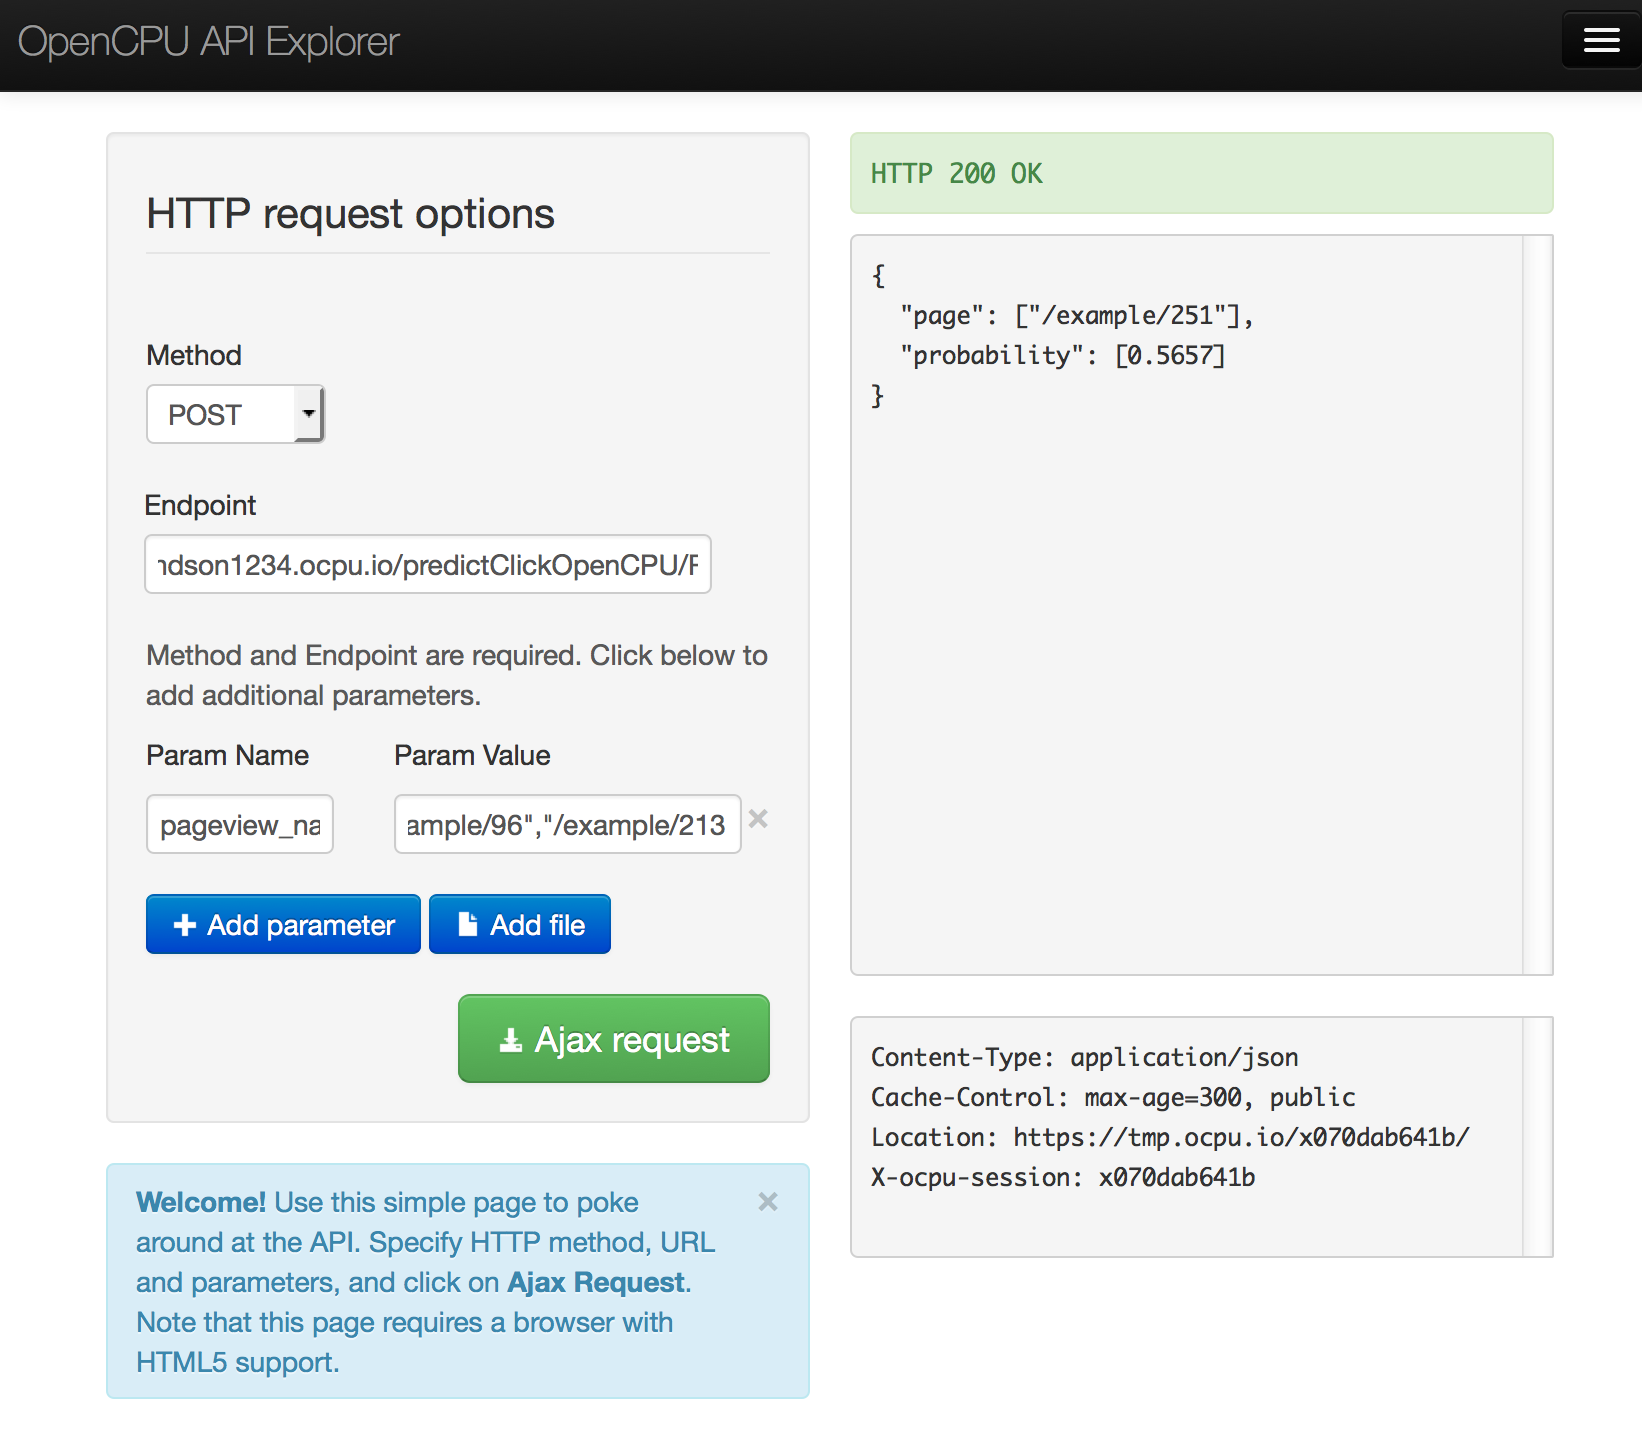 OpenCPU API Explorer
HTTP request options
Method
POST
Endpoint
ndson1234.ocpu.io/predictClickOpenCPU/F
Method and Endpoint are required. Click below to
add additional parameters.
Param Name Param Value
pageview_na ample/96","/example/213 ×
Add parameter Add file
Ajax request
Welcome! Use this simple page to poke ×
around at the API. Specify HTTP method, URL
and parameters, and click on Ajax Request.
Note that this page requires a browser with
HTML5 support.
HTTP 200 OK
{
"page": ["/example/251"],
"probability": [0.5657]
}
Content-Type: application/json
Cache-Control: max-age=300, public
Location: https://tmp.ocpu.io/x070dab641b/
X-ocpu-session: x070dab641b